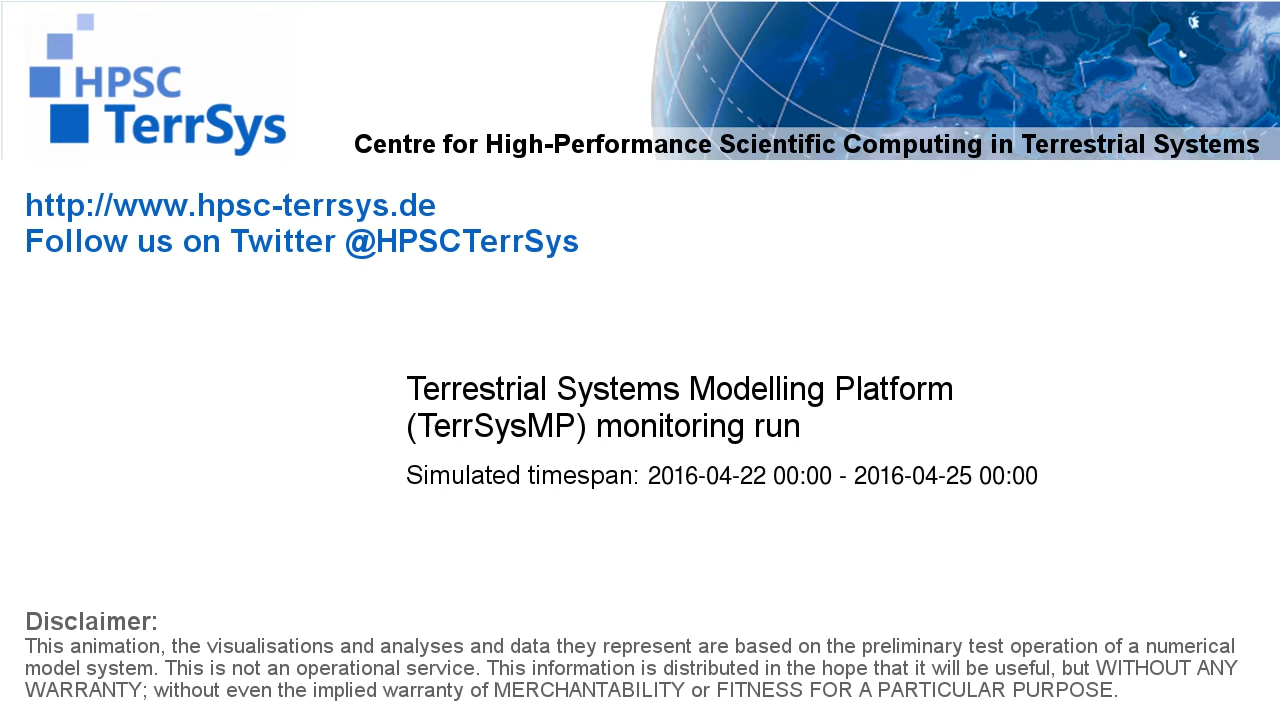 HPSC
TerrSys
Centre for High-Performance Scientific Computing in Terrestrial Systems
http://www.hpsc-terrsys.de
Follow us on Twitter @HPSCTerrSys
Terrestrial Systems Modelling Platform
(TerrSysMP) monitoring run
Simulated timespan: 2016-04-22 00:00 - 2016-04-25 00:00
Disclaimer:
This animation, the visualisations and analyses and data they represent are based on the preliminary test operation of a numerical
model system. This is not an operational service. This information is distributed in the hope that it will be useful, but WITHOUT ANY
WARRANTY; without even the implied warranty of MERCHANTABILITY or FITNESS FOR A PARTICULAR PURPOSE.